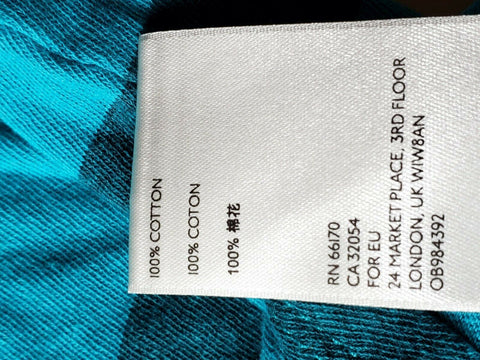 100% COTTON
100% COTON
100% 棉花
RN 66170
CA 32054
FOR EU
24 MARKET PLACE, 3RD FLOOR
LONDON, UK W1W8AN
OB984392